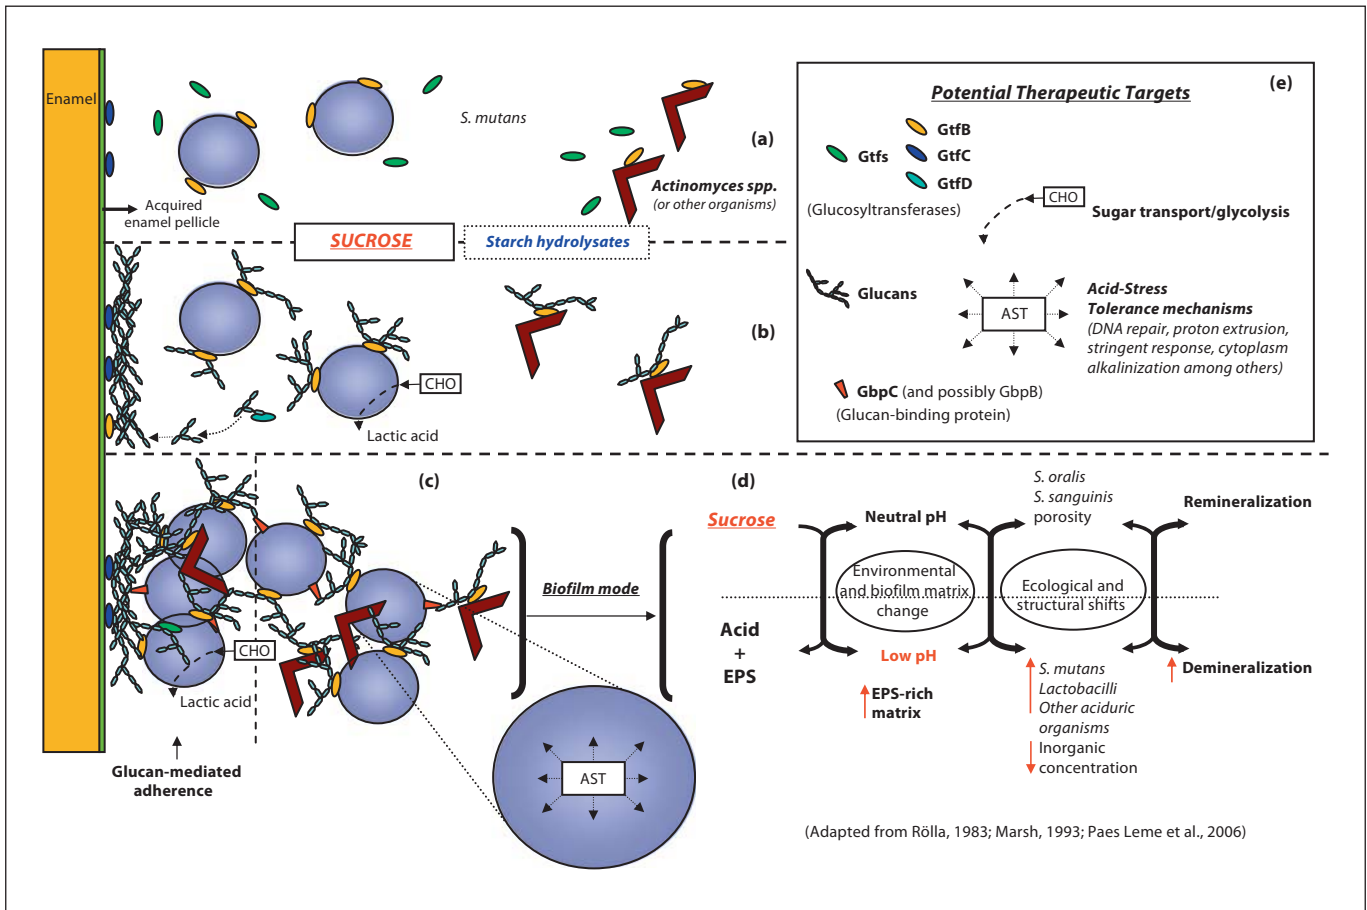 Enamel
S. mutans
(a)
Actinomyces spp.
(or other organisms)
Acquired
enamel pellicle
SUCROSE
Starch hydrolysates
(b)
CHO
Lactic acid
(e)
Potential Therapeutic Targets
Gtfs
GtfB
GtfC
GtfD
(Glucosyltransferases)
CHO
Sugar transport/glycolysis
Glucans
AST
Acid-Stress
Tolerance mechanisms
(DNA repair, proton extrusion,
stringent response, cytoplasm
alkalinization among others)
GbpC (and possibly GbpB)
(Glucan-binding protein)
(c)
CHO
Lactic acid
Glucan-mediated
adherence
Biofilm mode
AST
(d)
Sucrose
Acid
+
EPS
Neutral pH
Environmental
and biofilm matrix
change
Low pH
EPS-rich
matrix
S. oralis
S. sanguinis
porosity
Ecological and
structural shifts
S. mutans
Lactobacilli
Other aciduric
organisms
Inorganic
concentration
Remineralization
Demineralization
(Adapted from Rölla, 1983; Marsh, 1993; Paes Leme et al., 2006)